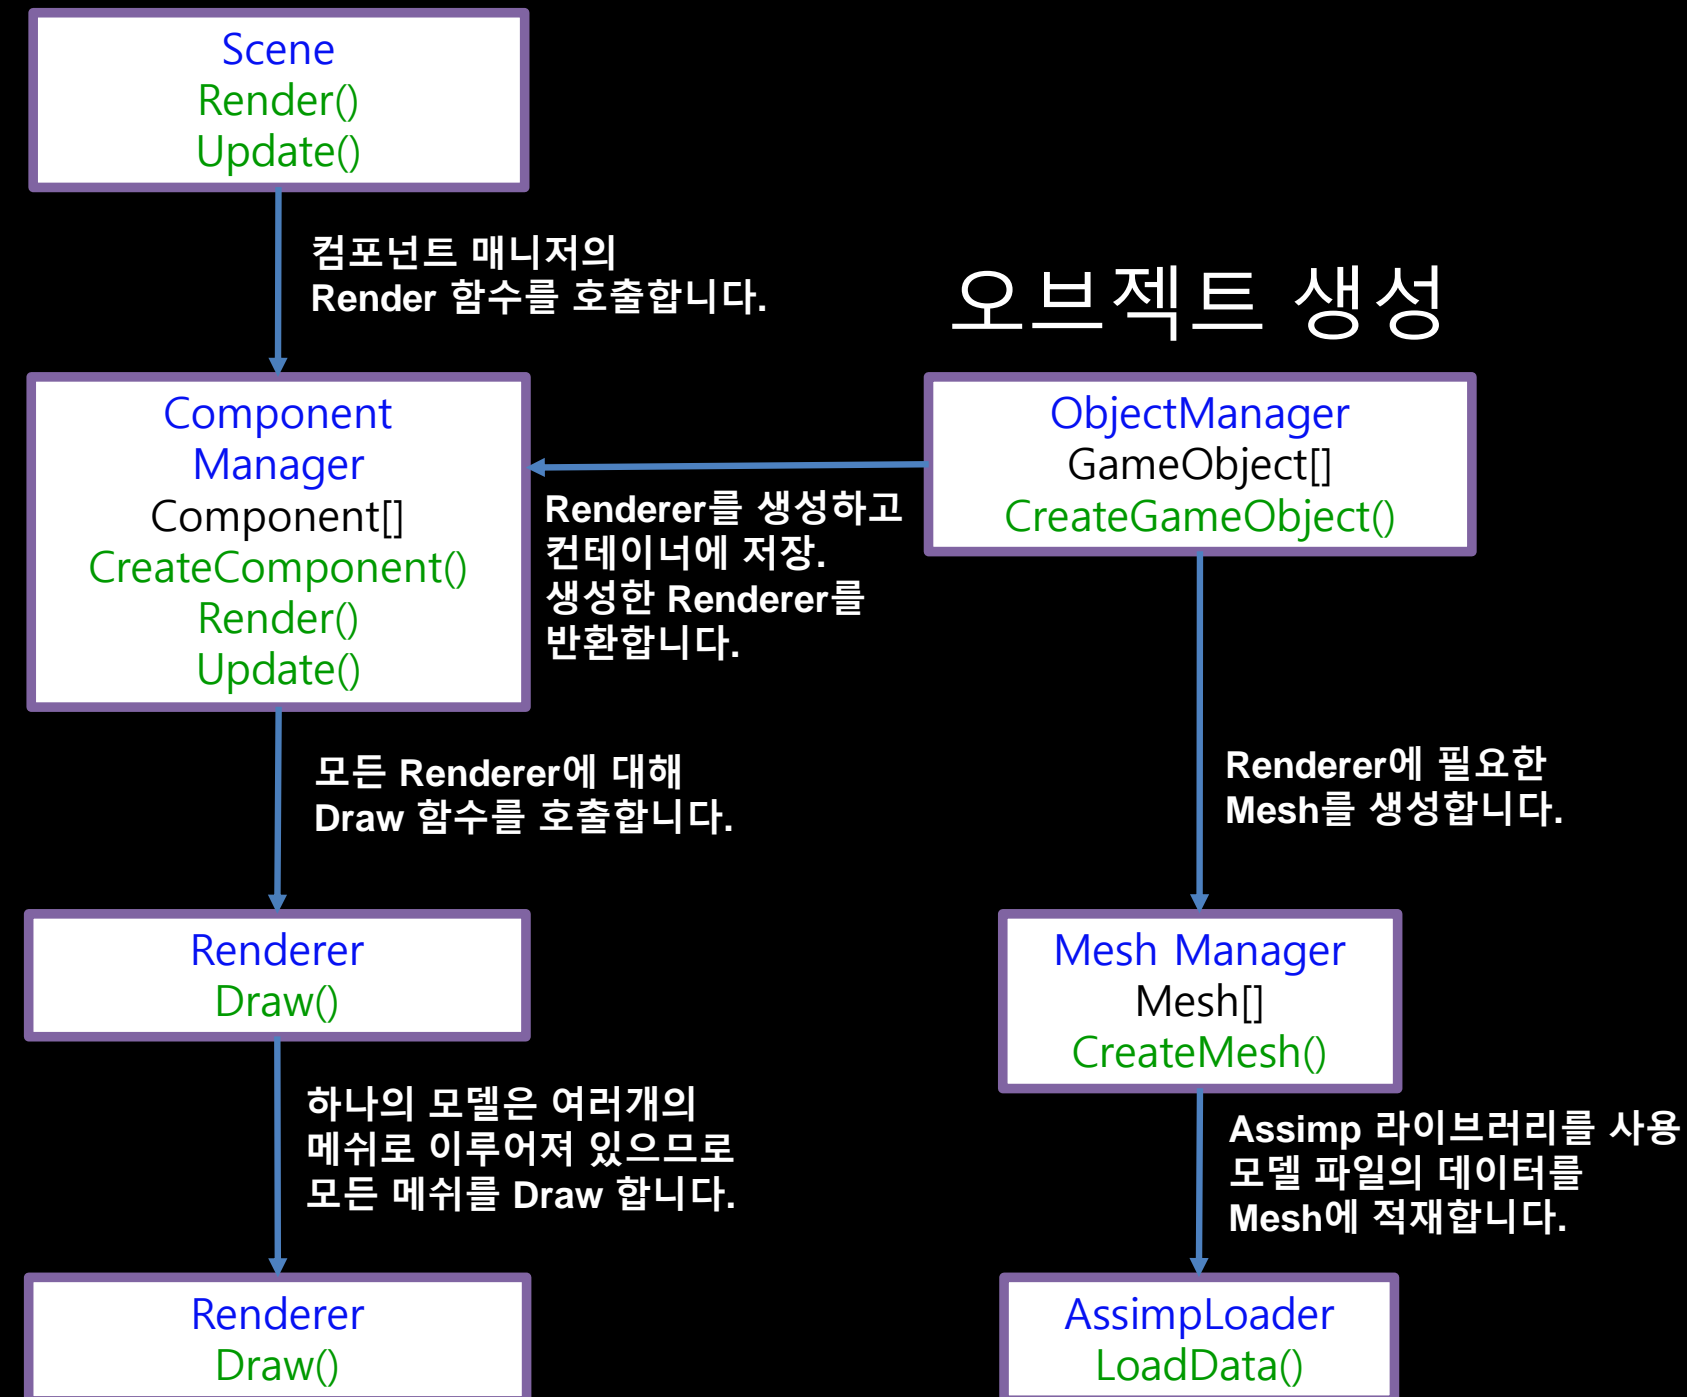 Scene
Render()
Update()
컴포넌트 매니저의
Render 함수를 호출합니다.
오브젝트 생성
Component
Manager
Component[]
CreateComponent()
Render()
Update()
Renderer를 생성하고
컨테이너에 저장.
생성한 Renderer를
반환합니다.
ObjectManager
GameObject[]
CreateGameObject()
모든 Renderer에 대해
Draw 함수를 호출합니다.
Renderer에 필요한
Mesh를 생성합니다.
Renderer
Draw()
Mesh Manager
Mesh[]
CreateMesh()
하나의 모델은 여러개의
메쉬로 이루어져 있으므로
모든 메쉬를 Draw 합니다.
Assimp 라이브러리를 사용
모델 파일의 데이터를
Mesh에 적재합니다.
Renderer
Draw()
AssimpLoader
LoadData()